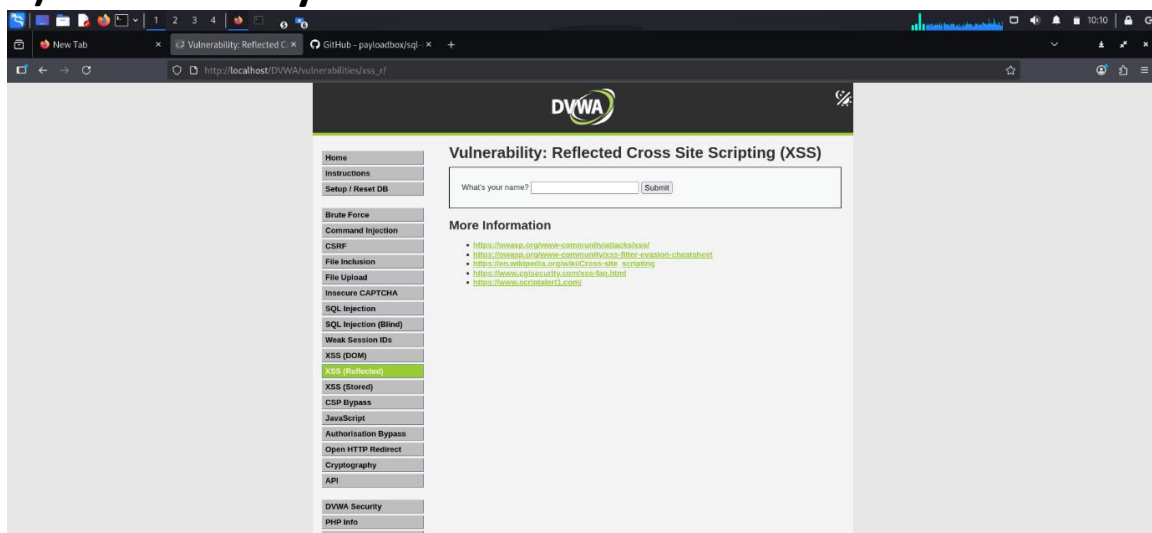 1 2 3 4
10:10
New Tab
Vulnerability: Reflected C
GitHub - payloadbox/sql-
http://localhost/DVWA/vulnerabilities/xss_r/
DVWA
Home
Instructions
Setup / Reset DB
Brute Force
Command Injection
CSRF
File Inclusion
File Upload
Insecure CAPTCHA
SQL Injection
SQL Injection (Blind)
Weak Session IDs
XSS (DOM)
XSS (Reflected)
XSS (Stored)
CSP Bypass
JavaScript
Authorisation Bypass
Open HTTP Redirect
Cryptography
API
DVWA Security
PHP Info
Vulnerability: Reflected Cross Site Scripting (XSS)
What's your name? Submit
More Information
https://owasp.org/www-community/attacks/xss/
https://owasp.org/www-community/xss-filter-evasion-cheatsheet
https://en.wikipedia.org/wiki/Cross-site_scripting
https://www.cgisecurity.com/xss-faq.html
https://www.scriptalert1.com/